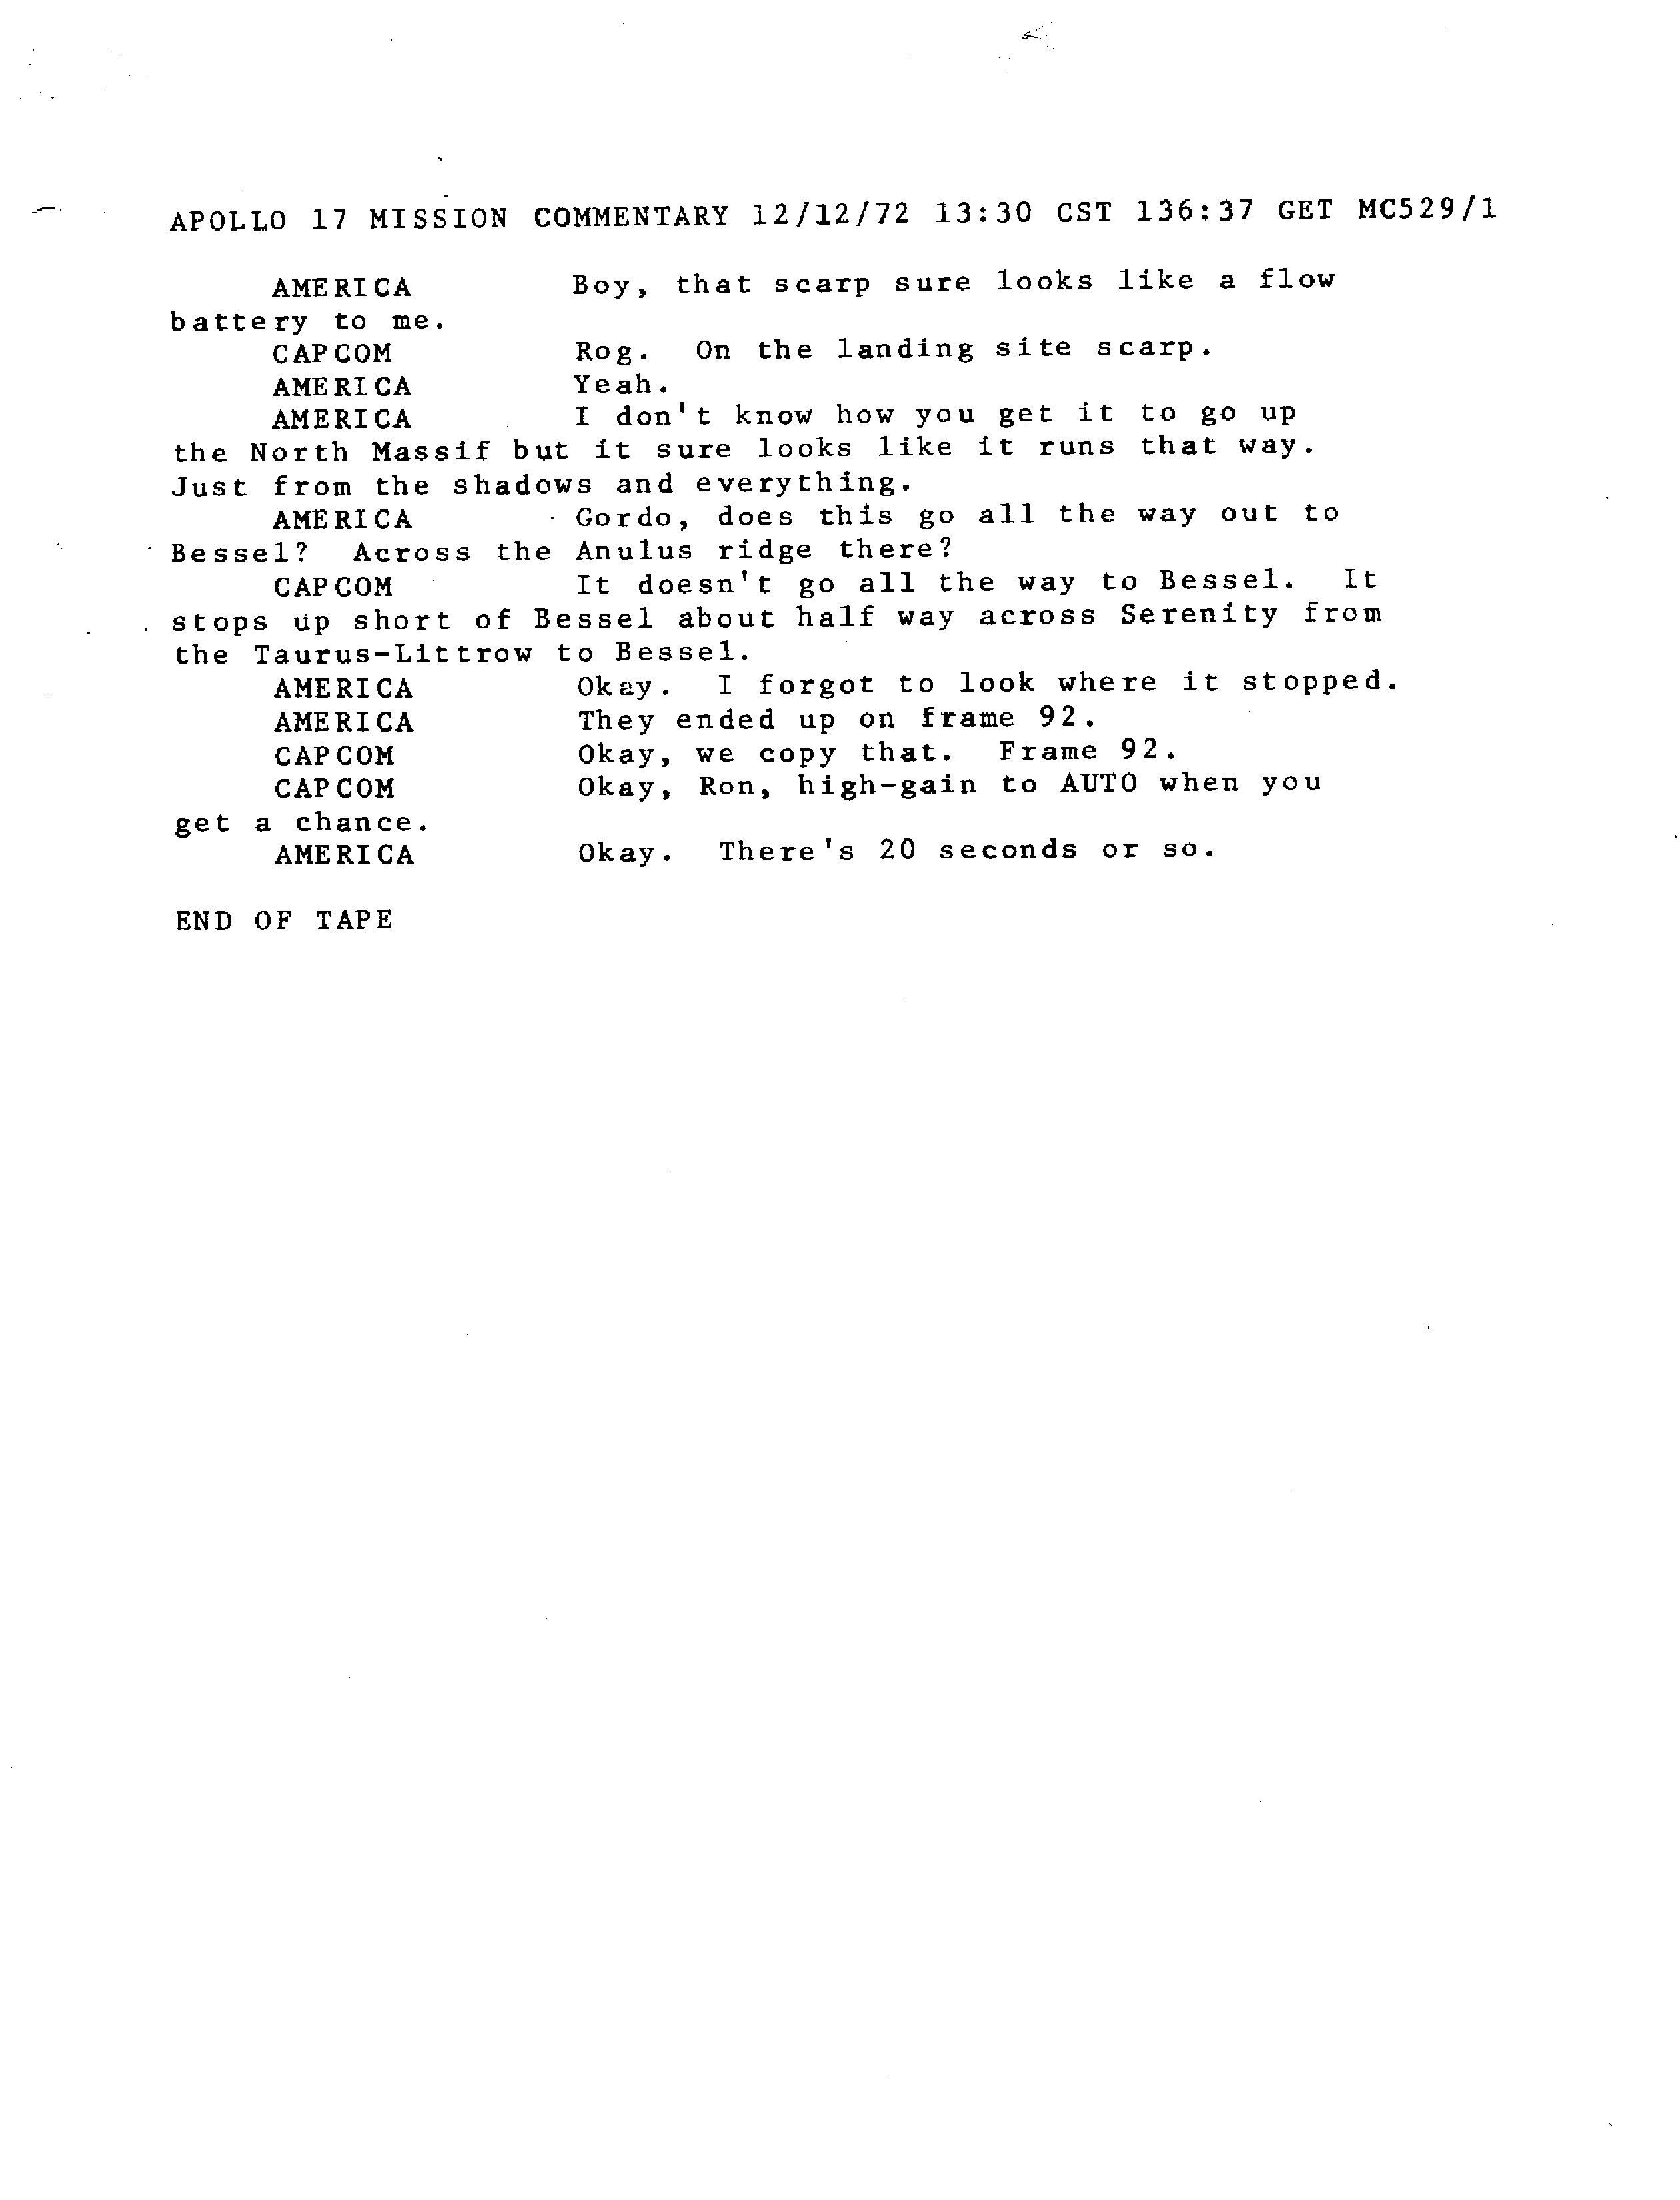 APOLLO 17 MISSION COMMENTARY 12/12/72 13:30 CST 136:37 GET MC529/1
AMERICA Boy, that scarp sure looks like a flow
battery to me.
CAPCOM Rog. On the landing site scarp.
AMERICA Yeah.
AMERICA I don't know how you get it to go up
the North Massif but it sure looks like it runs that way.
Just from the shadows and everything.
AMERICA Gordo, does this go all the way out to
Bessel? Across the Anulus ridge there?
CAPCOM It doesn't go all the way to Bessel. It
stops up short of Bessel about half way across Serenity from
the Taurus-Littrow to Bessel.
AMERICA Okay. I forgot to look where it stopped.
AMERICA They ended up on frame 92.
CAPCOM Okay, we copy that. Frame 92.
CAPCOM Okay, Ron, high-gain to AUTO when you
get a chance.
AMERICA Okay. There's 20 seconds or so.
END OF TAPE